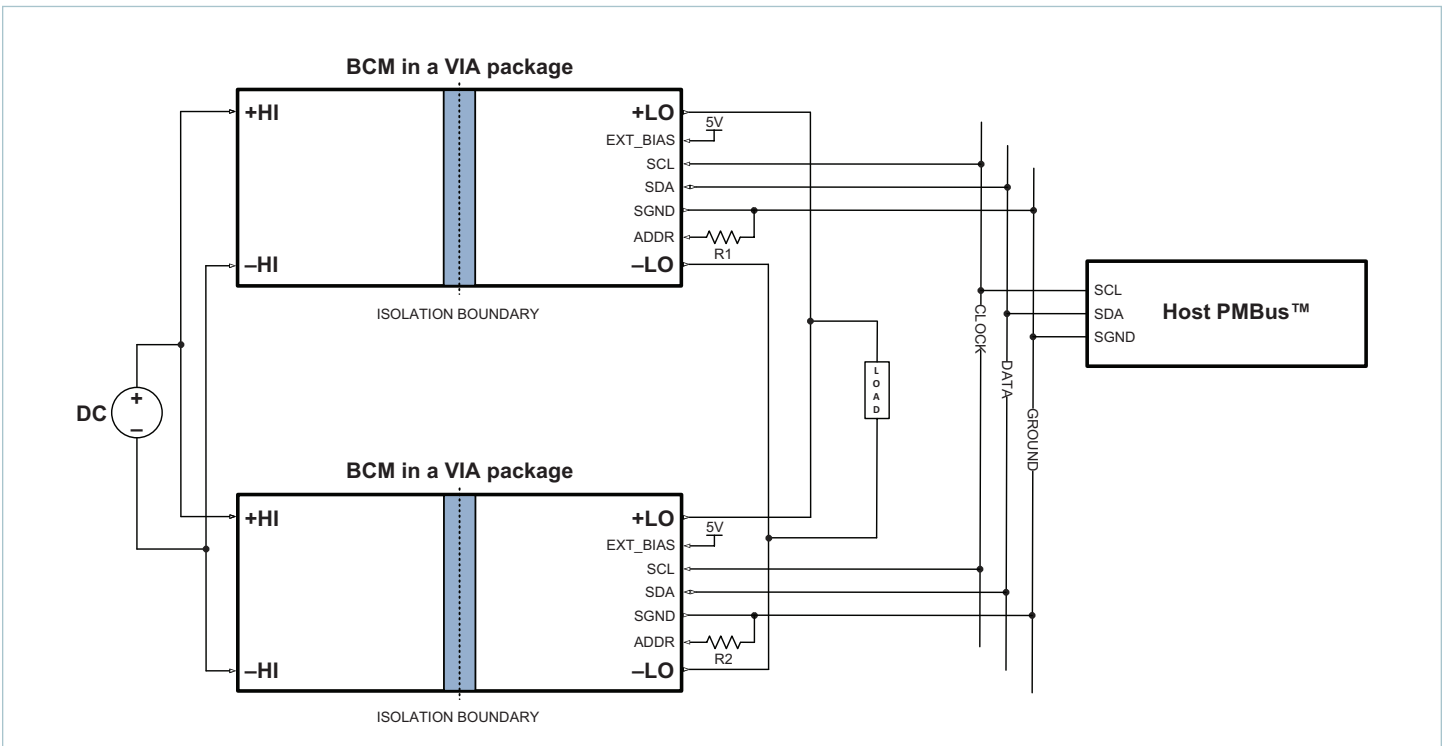 BCM in a VIA package
+HI
–HI
+LO
5V
EXT_BIAS
SCL
SDA
SGND
ADDR
R1
–LO
ISOLATION BOUNDARY
DC
+
–
LOAD
CLOCK
DATA
GROUND
SCL
SDA
SGND
Host PMBus™
BCM in a VIA package
+HI
–HI
+LO
5V
EXT_BIAS
SCL
SDA
SGND
ADDR
R2
–LO
ISOLATION BOUNDARY